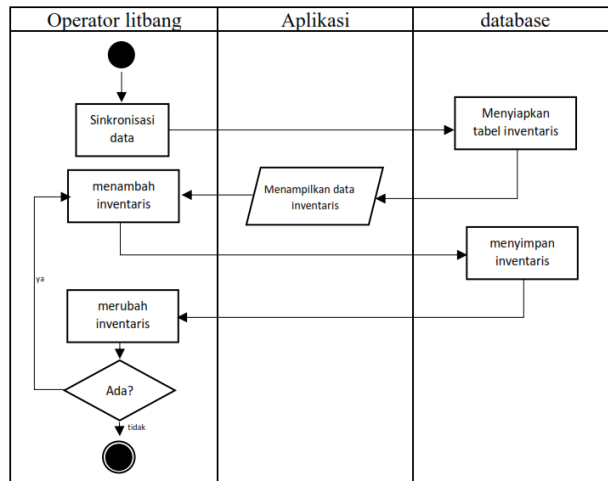 Operator litbang
Aplikasi
database
Sinkronisasi
data
Menyiapkan
tabel inventaris
menambah
inventaris
Menampilkan data
inventaris
menyimpan
inventaris
ya
merubah
inventaris
Ada?
tidak